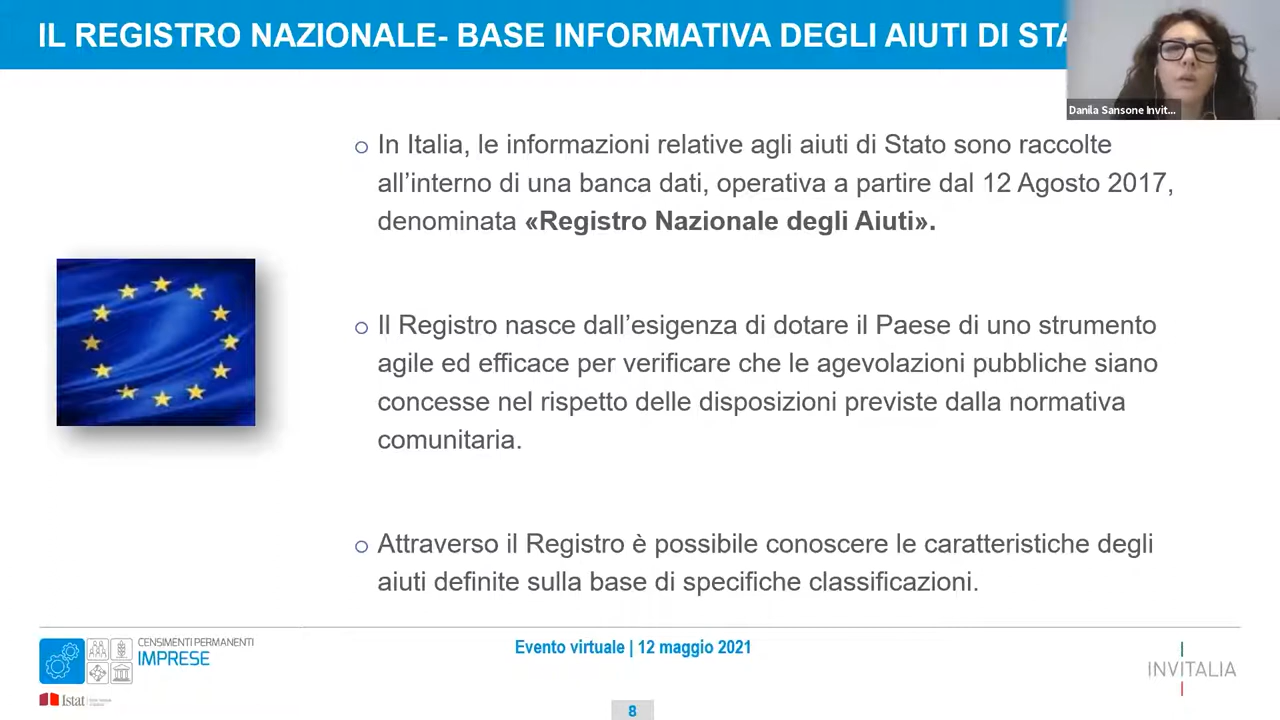 IL REGISTRO NAZIONALE- BASE INFORMATIVA DEGLI AIUTI DI STA
Danila Sansone Invit...
○ In Italia, le informazioni relative agli aiuti di Stato sono raccolte
all’interno di una banca dati, operativa a partire dal 12 Agosto 2017,
denominata «Registro Nazionale degli Aiuti».
○ Il Registro nasce dall’esigenza di dotare il Paese di uno strumento
agile ed efficace per verificare che le agevolazioni pubbliche siano
concesse nel rispetto delle disposizioni previste dalla normativa
comunitaria.
○ Attraverso il Registro è possibile conoscere le caratteristiche degli
aiuti definite sulla base di specifiche classificazioni.
CENSIMENTI PERMANENTI
IMPRESE
Istat
Evento virtuale | 12 maggio 2021
INVITALIA
8